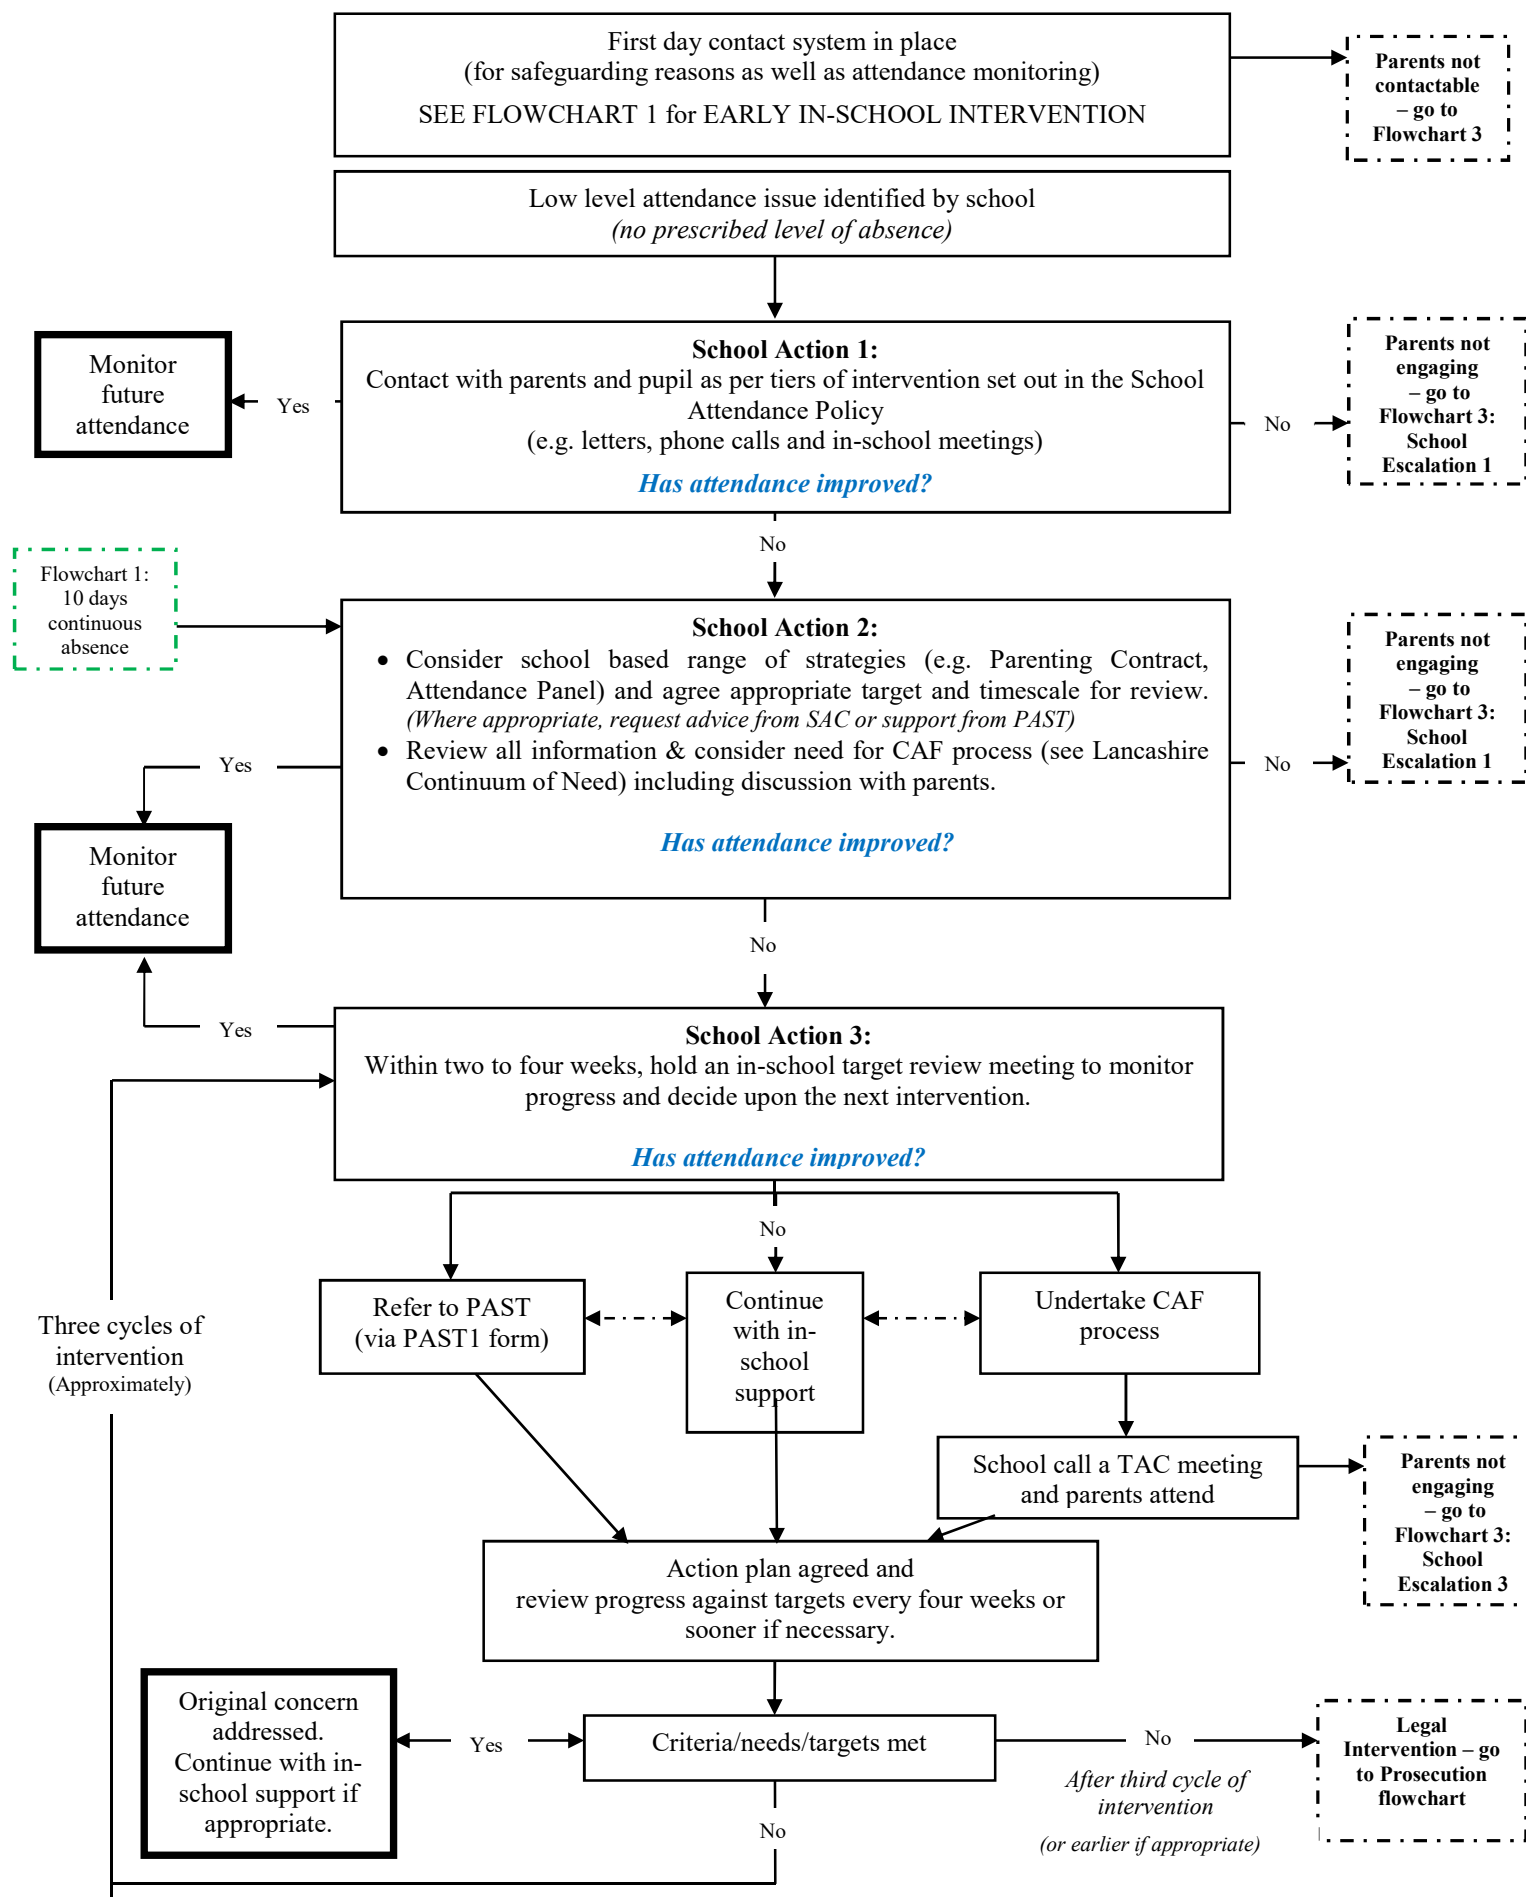 First day contact system in place
(for safeguarding reasons as well as attendance monitoring)
SEE FLOWCHART 1 for EARLY IN-SCHOOL INTERVENTION
Parents not
contactable
– go to
Flowchart 3
Low level attendance issue identified by school
(no prescribed level of absence)
Monitor
future
attendance
Yes
School Action 1:
Contact with parents and pupil as per tiers of intervention set out in the School
Attendance Policy
(e.g. letters, phone calls and in-school meetings)
Has attendance improved?
No
Parents not
engaging
– go to
Flowchart 3:
School
Escalation 1
No
Flowchart 1:
10 days
continuous
absence
School Action 2:
• Consider school based range of strategies (e.g. Parenting Contract,
Attendance Panel) and agree appropriate target and timescale for review.
(Where appropriate, request advice from SAC or support from PAST)
• Review all information & consider need for CAF process (see Lancashire
Continuum of Need) including discussion with parents.
Has attendance improved?
No
Parents not
engaging
– go to
Flowchart 3:
School
Escalation 1
Yes
Monitor
future
attendance
No
Yes
School Action 3:
Within two to four weeks, hold an in-school target review meeting to monitor
progress and decide upon the next intervention.
Has attendance improved?
No
Three cycles of
intervention
(Approximately)
Refer to PAST
(via PAST1 form)
Continue
with in-
school
support
Undertake CAF
process
School call a TAC meeting
and parents attend
Parents not
engaging
– go to
Flowchart 3:
School
Escalation 3
Action plan agreed and
review progress against targets every four weeks or
sooner if necessary.
Original concern
addressed.
Continue with in-
school support if
appropriate.
Yes
Criteria/needs/targets met
No
After third cycle of
intervention
(or earlier if appropriate)
Legal
Intervention – go
to Prosecution
flowchart
No